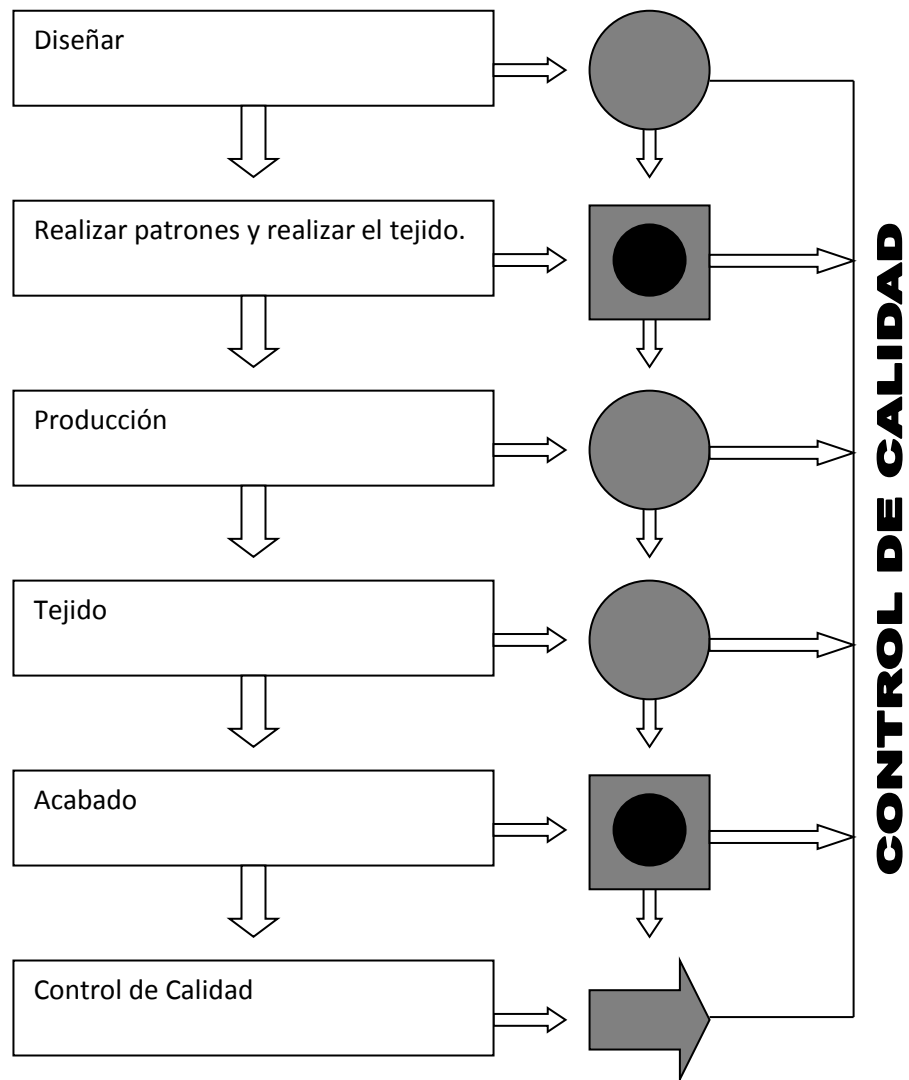 Diseñar
Realizar patrones y realizar el tejido.
Producción
Tejido
Acabado
Control de Calidad
CONTROL DE CALIDAD